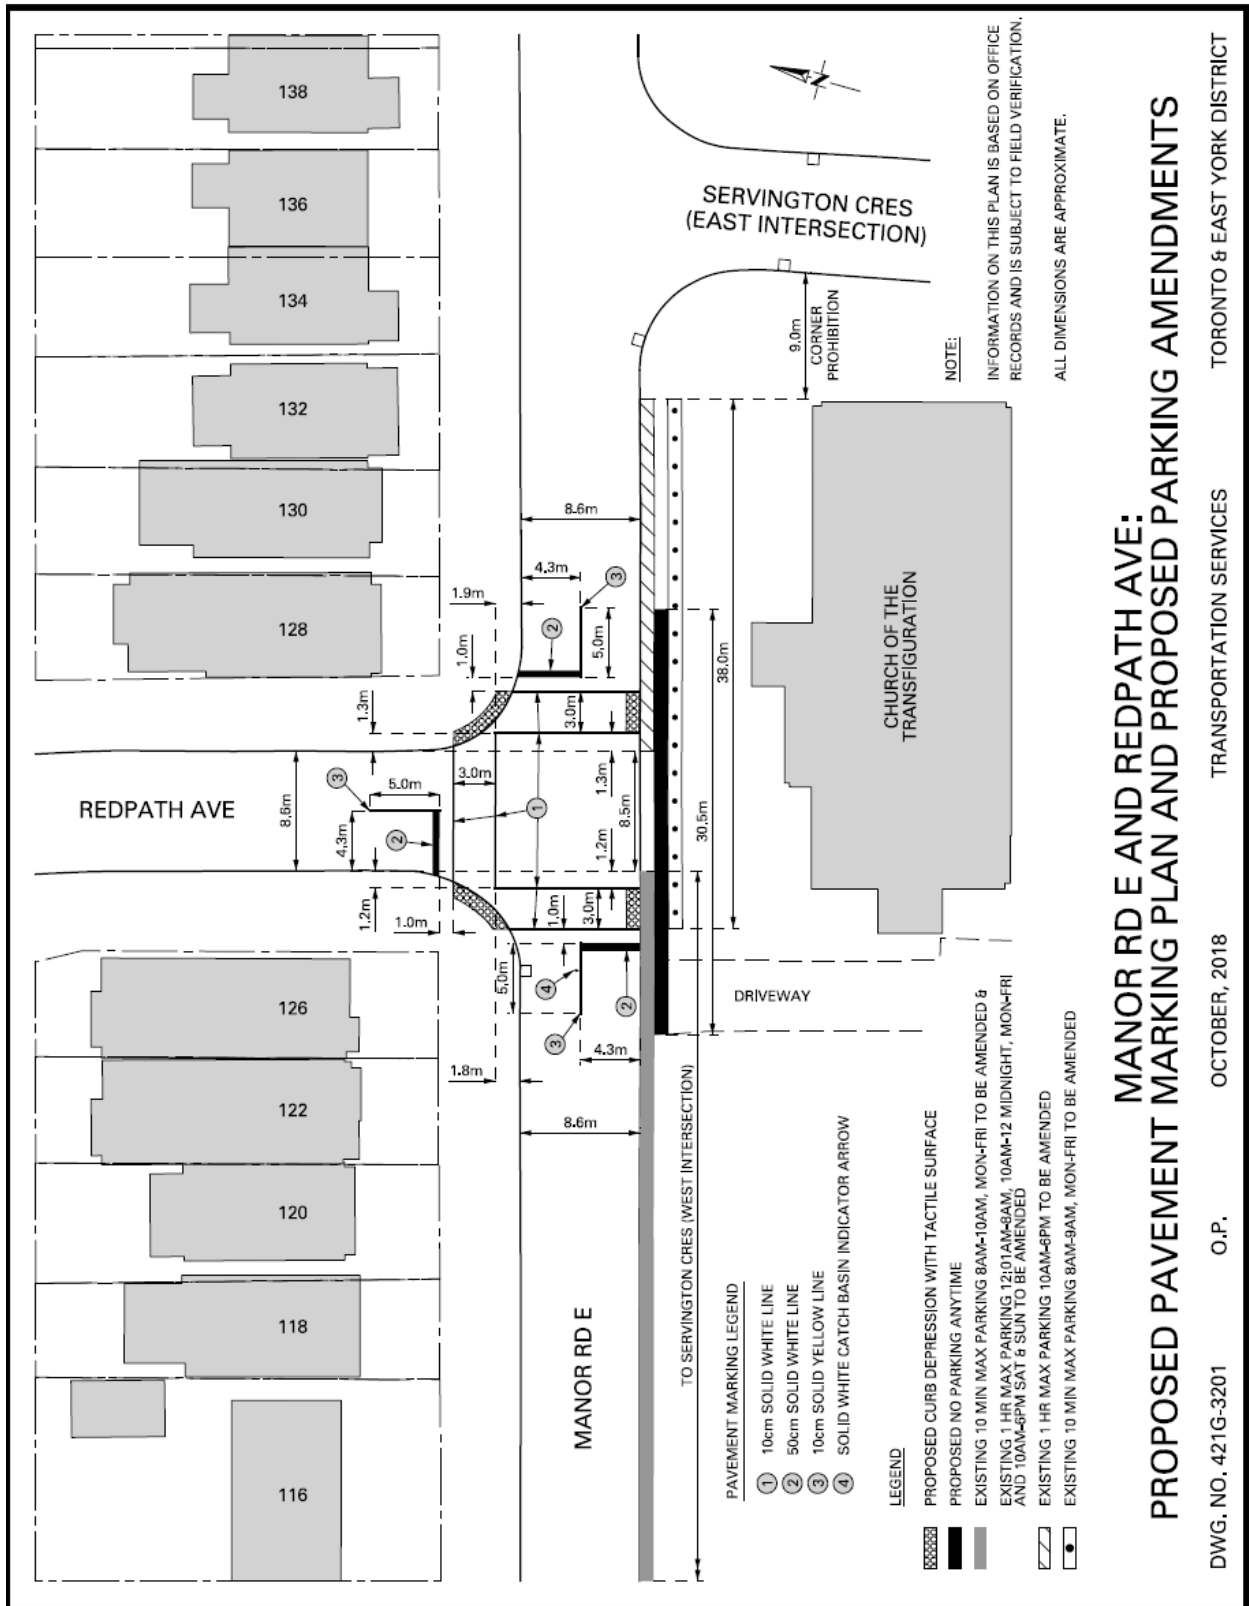 138
136
134
132
130
128
126
122
120
118
116
REDPATH AVE
MANOR RD E
SERVINGTON CRES
(EAST INTERSECTION)
N
9.0m
CORNER
PROHIBITION
8.6m
4.3m
1.9m
1.0m
1.3m
5.0m
3.0m
38.0m
30.5m
8.6m
5.0m
4.3m
3.0m
1.3m
8.5m
1.2m
1.2m
1.0m
1.0m
3.0m
5.0m
4.3m
1.8m
8.6m
1
2
2
2
3
3
3
4
CHURCH OF THE
TRANSFIGURATION
DRIVEWAY
TO SERVINGTON CRES (WEST INTERSECTION)
PAVEMENT MARKING LEGEND
1 10cm SOLID WHITE LINE
2 50cm SOLID WHITE LINE
3 10cm SOLID YELLOW LINE
4 SOLID WHITE CATCH BASIN INDICATOR ARROW
LEGEND
PROPOSED CURB DEPRESSION WITH TACTILE SURFACE
PROPOSED NO PARKING ANYTIME
EXISTING 10 MIN MAX PARKING 8AM-10AM, MON-FRI TO BE AMENDED &
EXISTING 1 HR MAX PARKING 12:01AM-8AM, 10AM-12 MIDNIGHT, MON-FRI
AND 10AM-6PM SAT & SUN TO BE AMENDED
EXISTING 1 HR MAX PARKING 10AM-6PM TO BE AMENDED
EXISTING 10 MIN MAX PARKING 8AM-9AM, MON-FRI TO BE AMENDED
NOTE:
INFORMATION ON THIS PLAN IS BASED ON OFFICE
RECORDS AND IS SUBJECT TO FIELD VERIFICATION.
ALL DIMENSIONS ARE APPROXIMATE.
MANOR RD E AND REDPATH AVE:
PROPOSED PAVEMENT MARKING PLAN AND PROPOSED PARKING AMENDMENTS
DWG. NO. 421G-3201 O.P. OCTOBER, 2018 TRANSPORTATION SERVICES TORONTO & EAST YORK DISTRICT